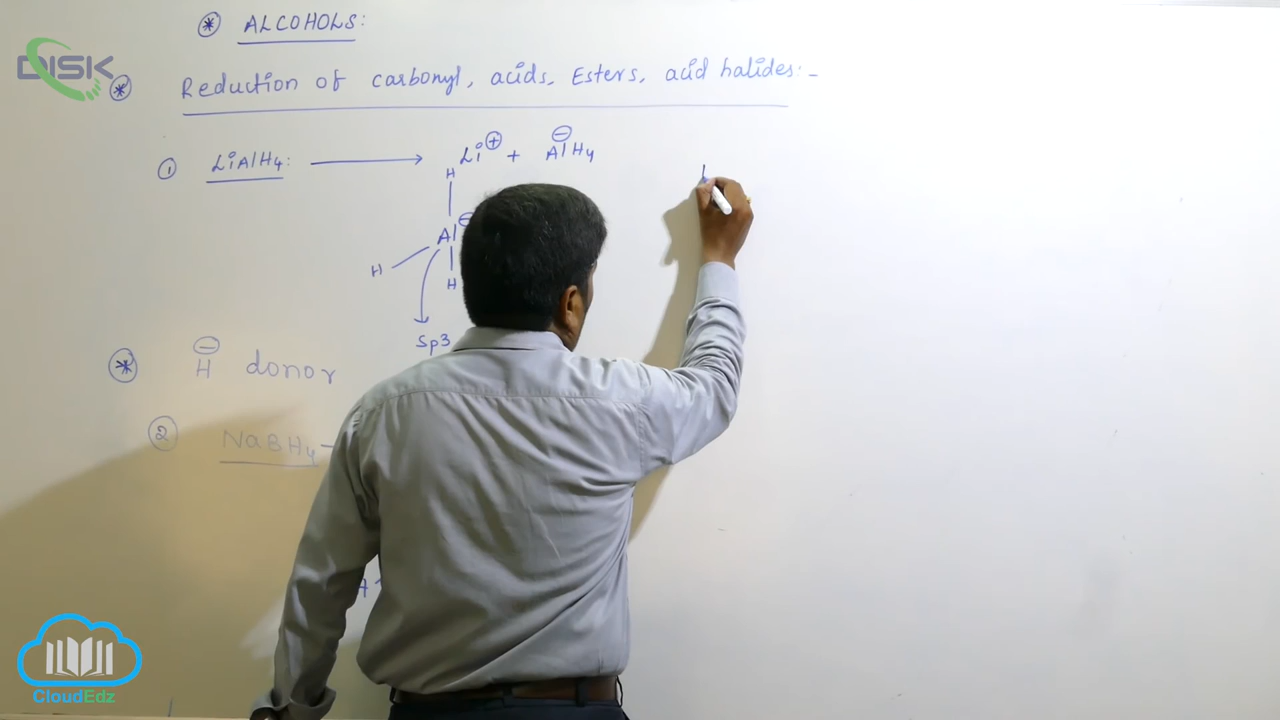 * ALCOHOLS:
DISK
* Reduction of carbonyl, acids, Esters, acid halides:-
① LiAlH4: ⟶ Li⊕ + ⊖AlH4
H
Al⊖
H
H
Sp3
* H⊖ donor
② NaBH4
CloudEdz